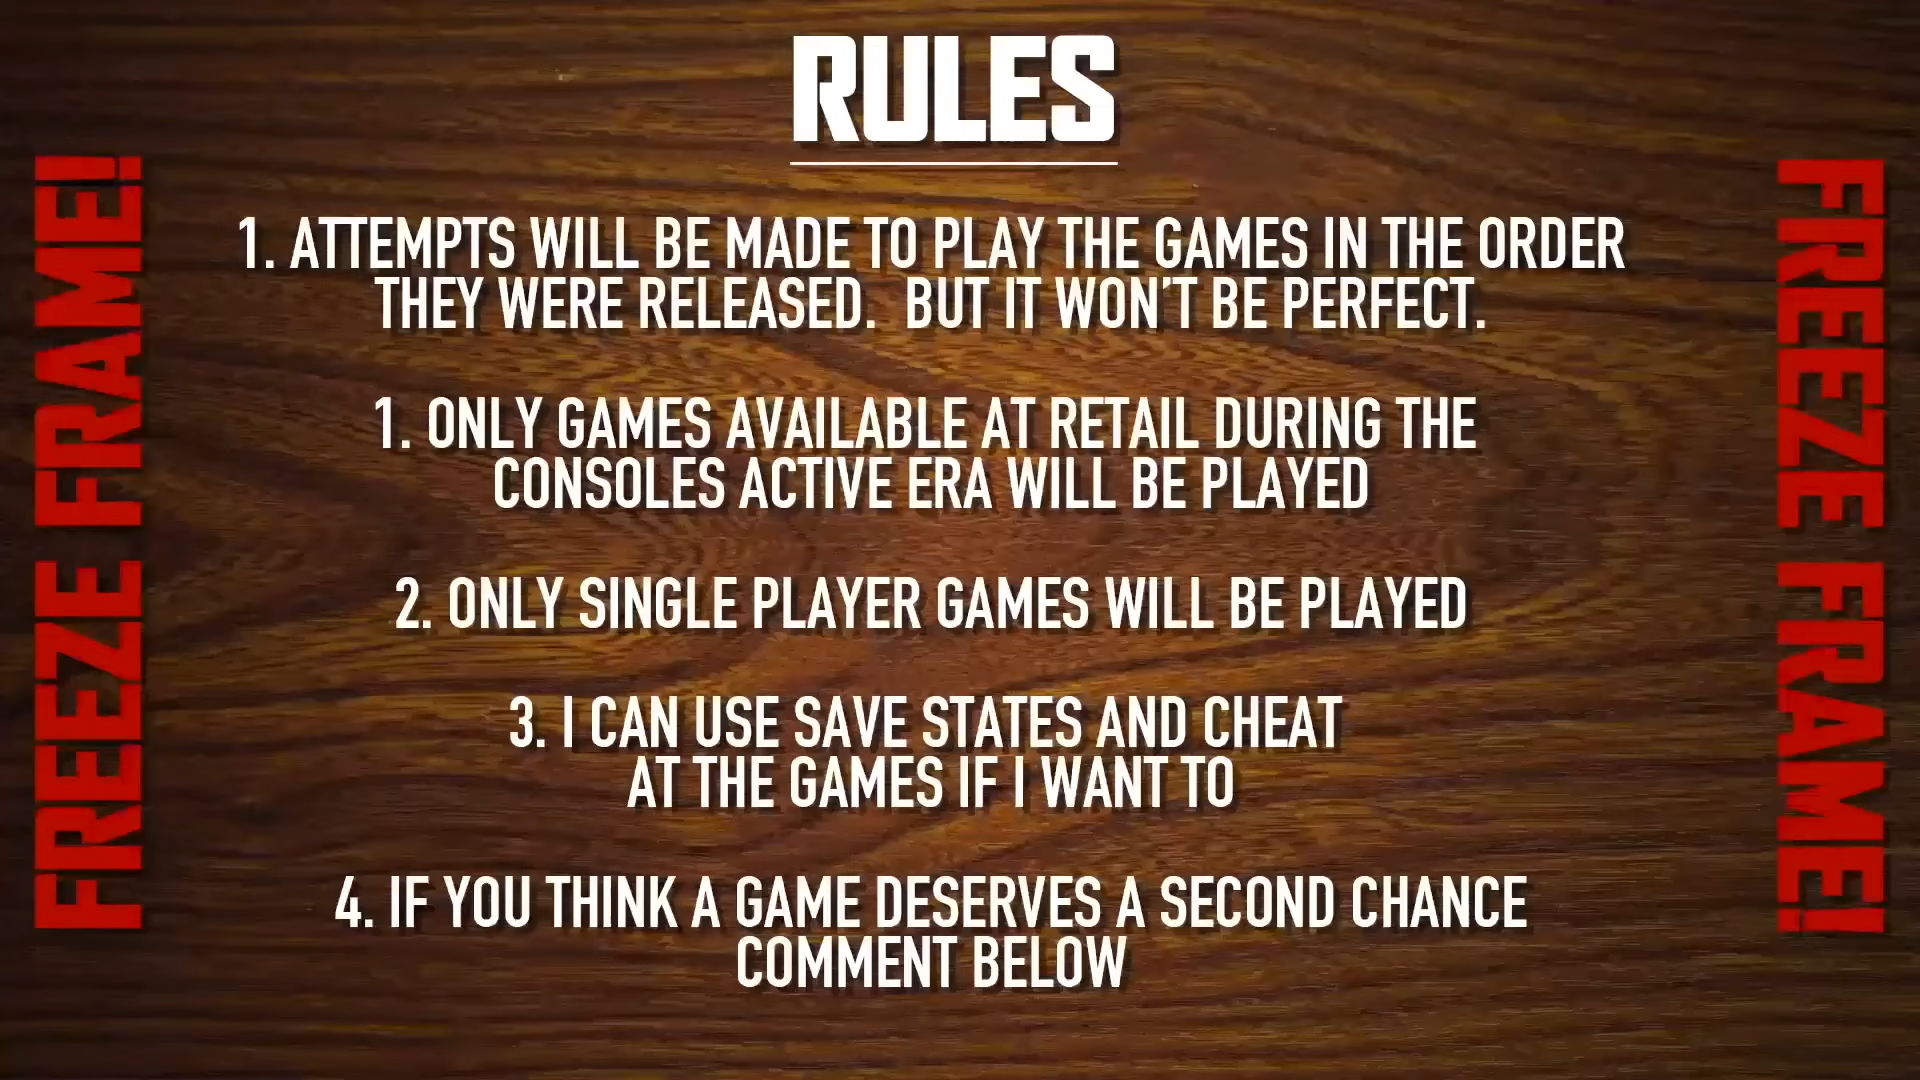 RULES
FREEZE FRAME!
1. ATTEMPTS WILL BE MADE TO PLAY THE GAMES IN THE ORDER
THEY WERE RELEASED.  BUT IT WON'T BE PERFECT.
1. ONLY GAMES AVAILABLE AT RETAIL DURING THE
CONSOLES ACTIVE ERA WILL BE PLAYED
2. ONLY SINGLE PLAYER GAMES WILL BE PLAYED
3. I CAN USE SAVE STATES AND CHEAT
AT THE GAMES IF I WANT TO
4. IF YOU THINK A GAME DESERVES A SECOND CHANCE
COMMENT BELOW
FREEZE FRAME!